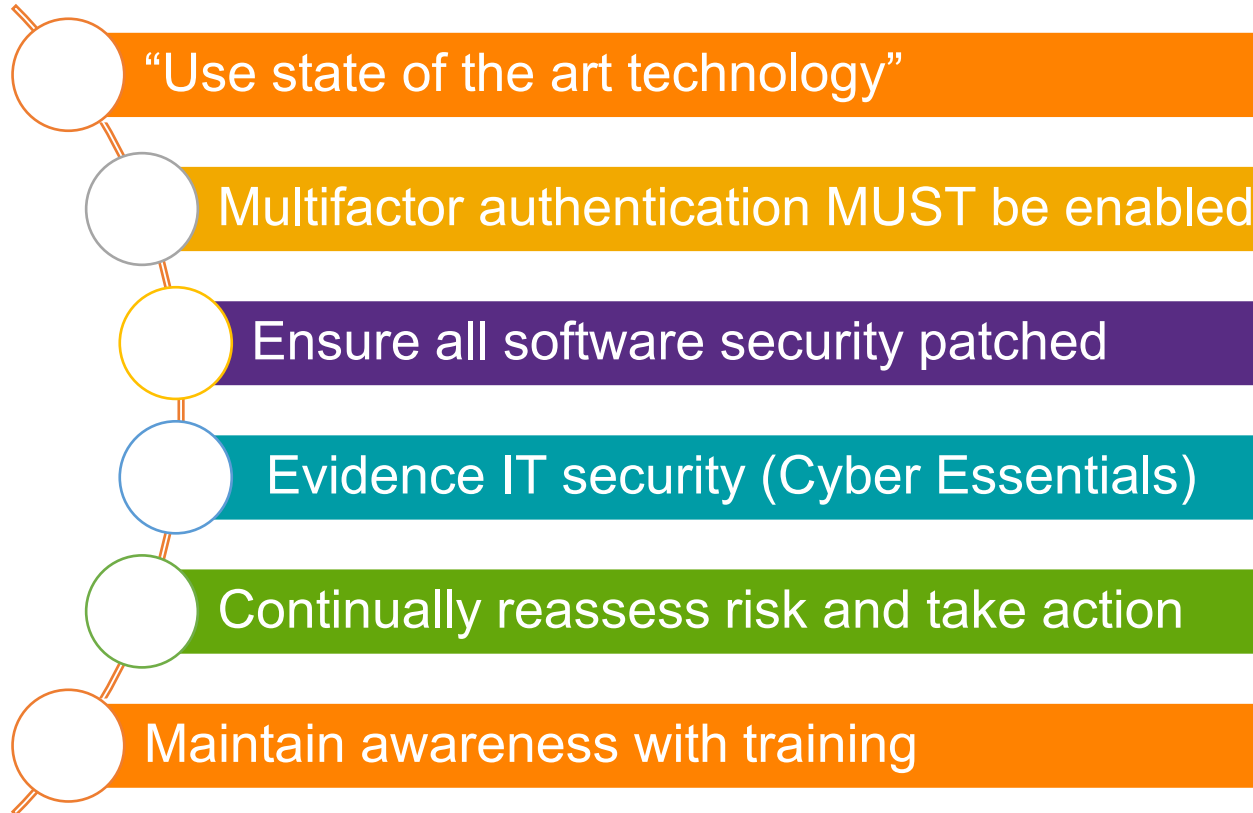 “Use state of the art technology”
Multifactor authentication MUST be enabled
Ensure all software security patched
Evidence IT security (Cyber Essentials)
Continually reassess risk and take action
Maintain awareness with training